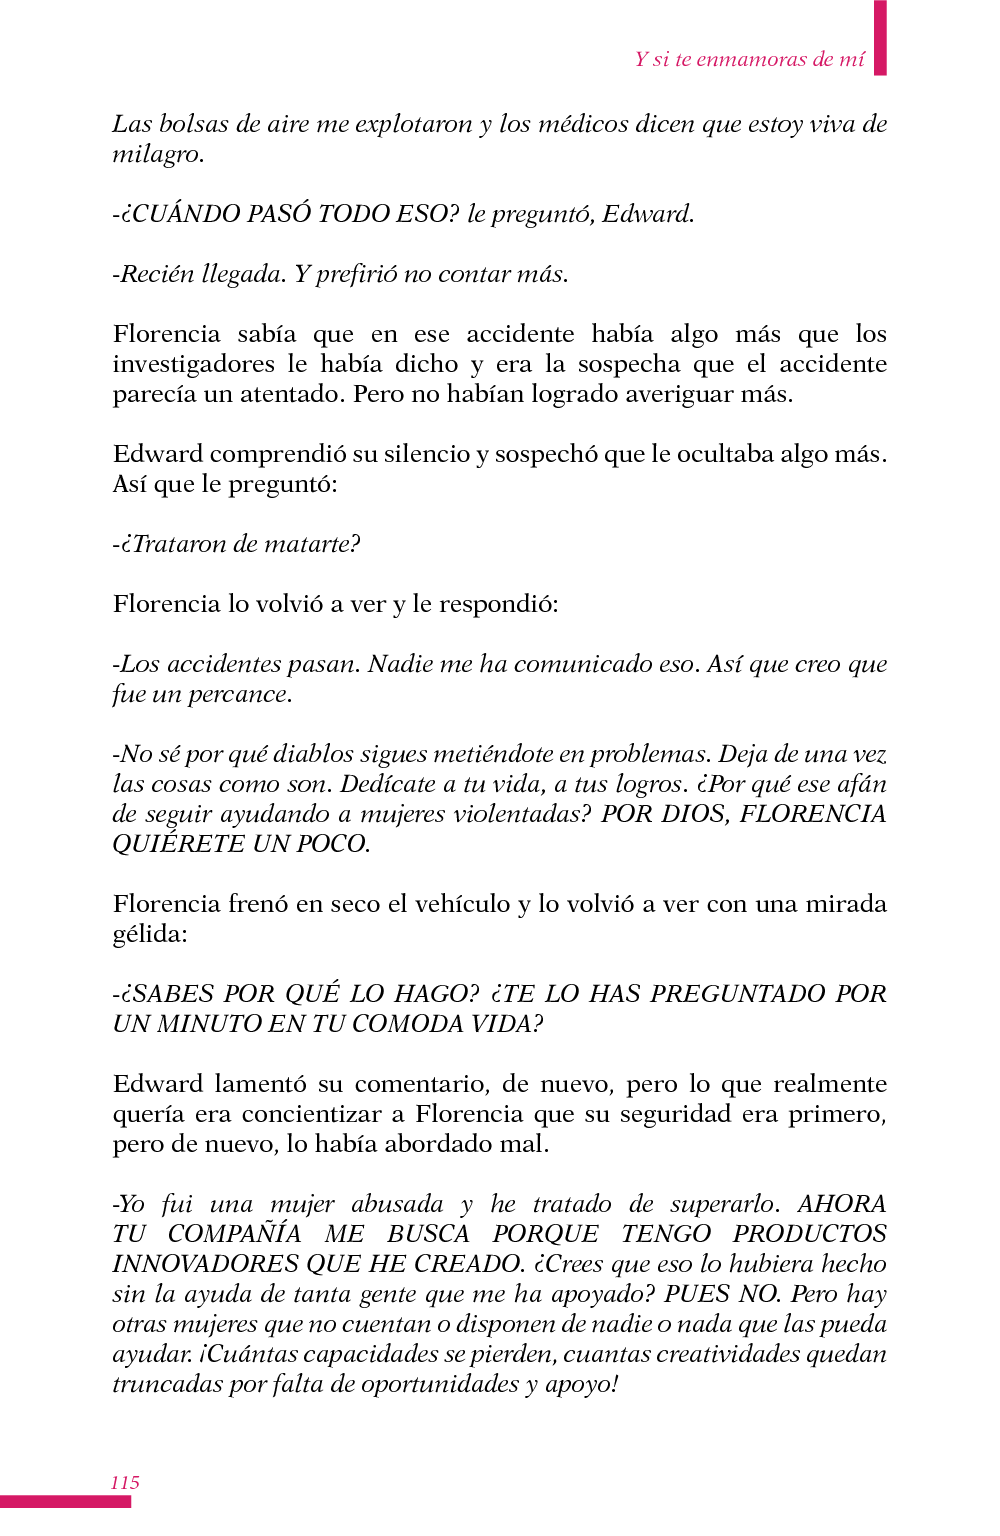 Y si te enmamoras de mí
Las bolsas de aire me explotaron y los médicos dicen que estoy viva de
milagro.
-¿CUÁNDO PASÓ TODO ESO? le preguntó, Edward.
-Recién llegada. Y prefirió no contar más.
Florencia sabía que en ese accidente había algo más que los
investigadores le había dicho y era la sospecha que el accidente
parecía un atentado. Pero no habían logrado averiguar más.
Edward comprendió su silencio y sospechó que le ocultaba algo más.
Así que le preguntó:
-¿Trataron de matarte?
Florencia lo volvió a ver y le respondió:
-Los accidentes pasan. Nadie me ha comunicado eso. Así que creo que
fue un percance.
-No sé por qué diablos sigues metiéndote en problemas. Deja de una vez
las cosas como son. Dedícate a tu vida, a tus logros. ¿Por qué ese afán
de seguir ayudando a mujeres violentadas? POR DIOS, FLORENCIA
QUIÉRETE UN POCO.
Florencia frenó en seco el vehículo y lo volvió a ver con una mirada
gélida:
-¿SABES POR QUÉ LO HAGO? ¿TE LO HAS PREGUNTADO POR
UN MINUTO EN TU COMODA VIDA?
Edward lamentó su comentario, de nuevo, pero lo que realmente
quería era concientizar a Florencia que su seguridad era primero,
pero de nuevo, lo había abordado mal.
-Yo fui una mujer abusada y he tratado de superarlo. AHORA
TU COMPAÑÍA ME BUSCA PORQUE TENGO PRODUCTOS
INNOVADORES QUE HE CREADO. ¿Crees que eso lo hubiera hecho
sin la ayuda de tanta gente que me ha apoyado? PUES NO. Pero hay
otras mujeres que no cuentan o disponen de nadie o nada que las pueda
ayudar. ¡Cuántas capacidades se pierden, cuantas creatividades quedan
truncadas por falta de oportunidades y apoyo!
115